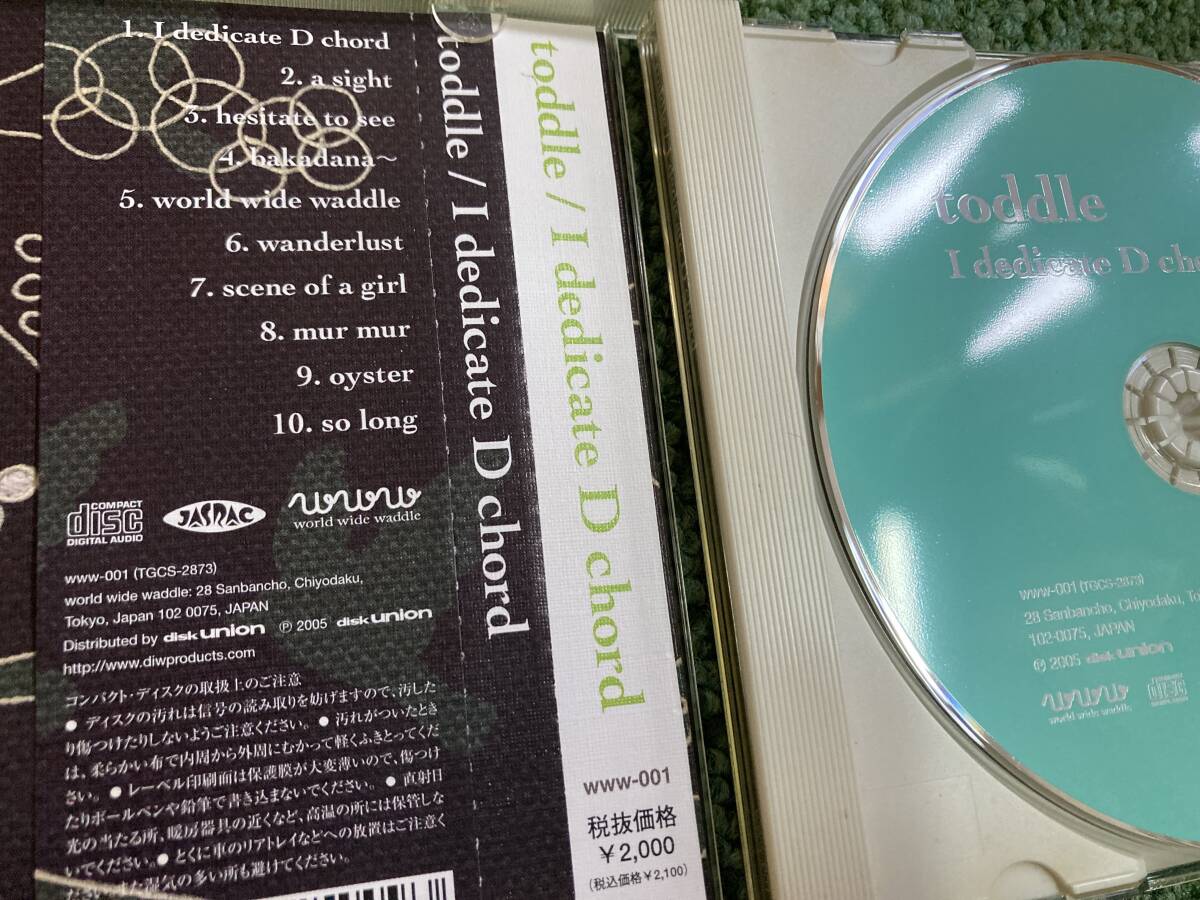 1. I dedicate D chord
2. a sight
3. hesitate to see
4. bakadana~
5. world wide waddle
6. wanderlust
7. scene of a girl
8. mur mur
9. oyster
10. so long
COMPACT
disc
DIGITAL AUDIO
JASRAC
www
world wide waddle
www-001 (TGCS-2873)
world wide waddle: 28 Sanbancho, Chiyodaku,
Tokyo, Japan 102 0075, JAPAN
Distributed by disk union ℗ 2005 disk union
http://www.diwproducts.com
コンパクト・ディスクの取扱上のご注意
● ディスクの汚れは信号の読み取りを妨げますので、汚した
り傷つけたりしないようご注意ください。 ● 汚れがついたとき
は、柔らかい布で内周から外周にむかって軽くふきとってくだ
さい。 ● レーベル印刷面は保護膜が大変薄いので、傷つけ
たりボールペンや鉛筆で書き込まないでください。 ● 直射日
光の当たる所、暖房器具の近くなど、高温の所には保管しな
いでください。● とくに車のリアトレイなどへの放置はご注意く
ださい。また湿気の多い所も避けてください。
toddle / I dedicate D chord
toddle / I dedicate D chord
www-001
税抜価格
￥2,000
(税込価格￥2,100)
toddle
I dedicate D cho
www-001 (TGCS-2873)
28 Sanbancho, Chiyodaku, To
102-0075, JAPAN
℗ 2005 disk union
www
world wide waddle